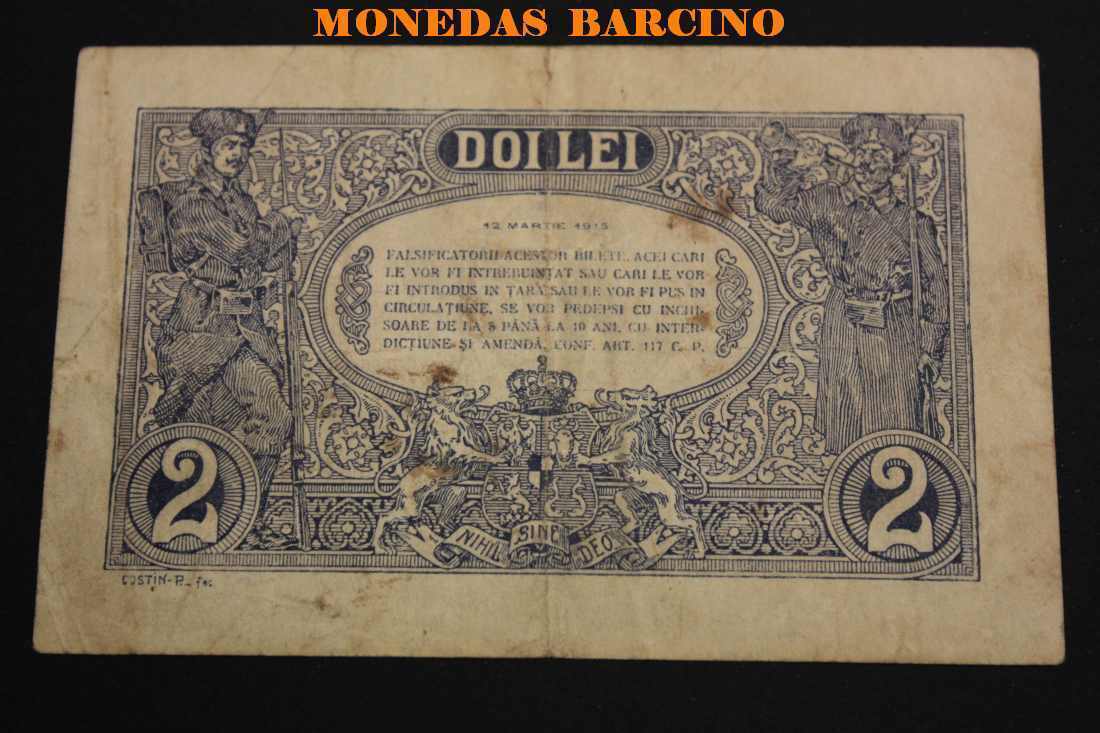 MONEDAS BARCINO
DOI LEI
12 MARTIE 1915
FALSIFICATORII ACESTOR BILETE, ACEI CARI
LE VOR FI INTREBUINȚAT SAU CARI LE VOR
FI INTRODUS IN ȚARĂ SAU LE VOR FI PUS IN
CIRCULAȚIUNE, SE VOR PEDEPSI CU INCHI-
SOARE DE LA 5 PÂNĂ LA 10 ANI, CU INTER-
DICȚIUNE ȘI AMENDĂ, CONF. ART. 117 C. P.
2
2
NIHIL SINE DEO
COSTIN-P. fec